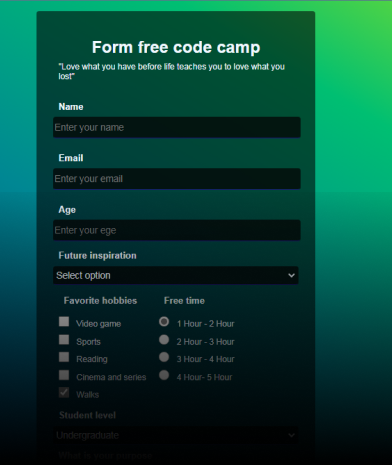 Form free code camp
"Love what you have before life teaches you to love what you
lost"
Name
Enter your name
Email
Enter your email
Age
Enter your ege
Future inspiration
Select option
Favorite hobbies Free time
Video game 1 Hour - 2 Hour
Sports 2 Hour - 3 Hour
Reading 3 Hour - 4 Hour
Cinema and series 4 Hour- 5 Hour
Walks
Student level
Undergraduate
What is your